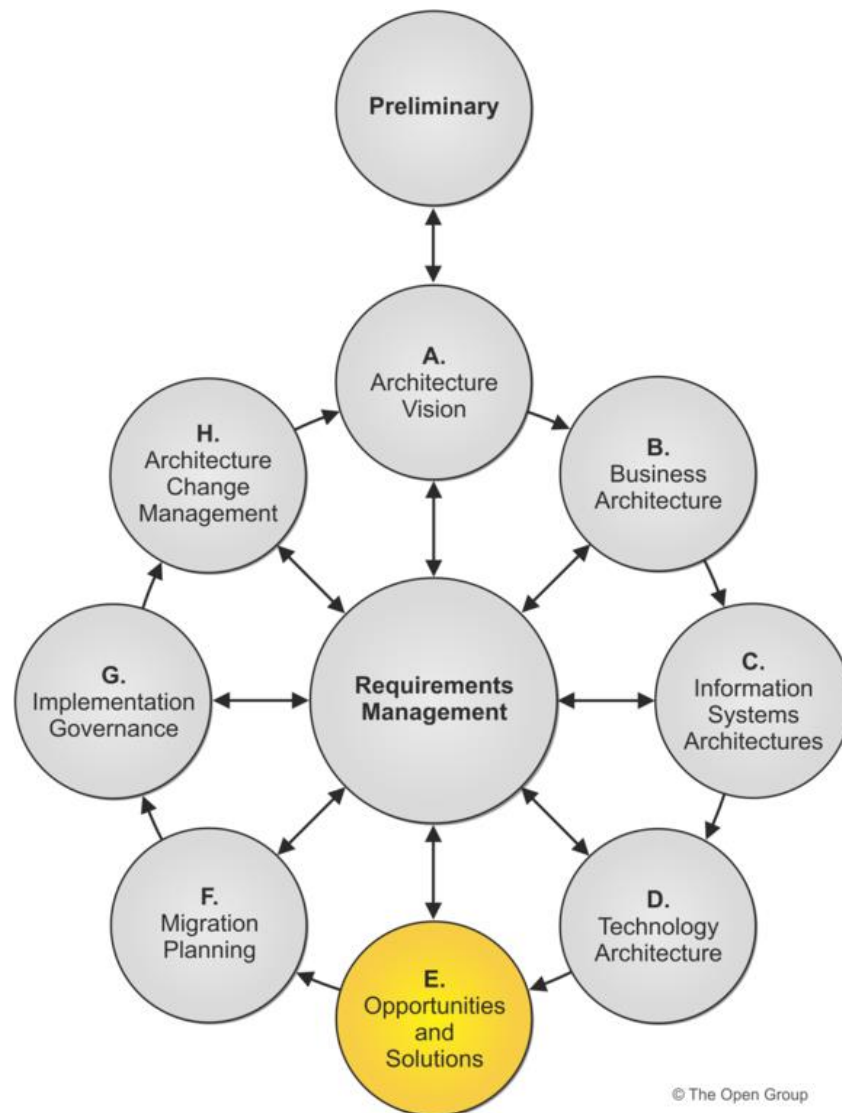 Preliminary
A.
Architecture
Vision
H.
Architecture
Change
Management
B.
Business
Architecture
G.
Implementation
Governance
Requirements
Management
C.
Information
Systems
Architectures
F.
Migration
Planning
D.
Technology
Architecture
E.
Opportunities
and
Solutions
© The Open Group